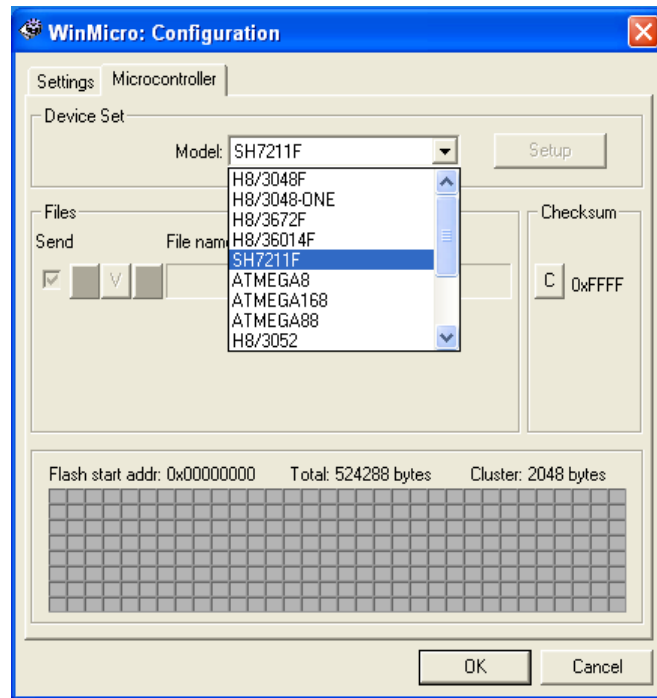 WinMicro: Configuration
Settings Microcontroller
Device Set
Model: SH7211F Setup
H8/3048F
H8/3048-ONE
H8/3672F
H8/36014F
SH7211F
ATMEGA8
ATMEGA168
ATMEGA88
H8/3052
Files
Send File name
V
Checksum
C 0xFFFF
Flash start addr: 0x00000000 Total: 524288 bytes Cluster: 2048 bytes
OK Cancel